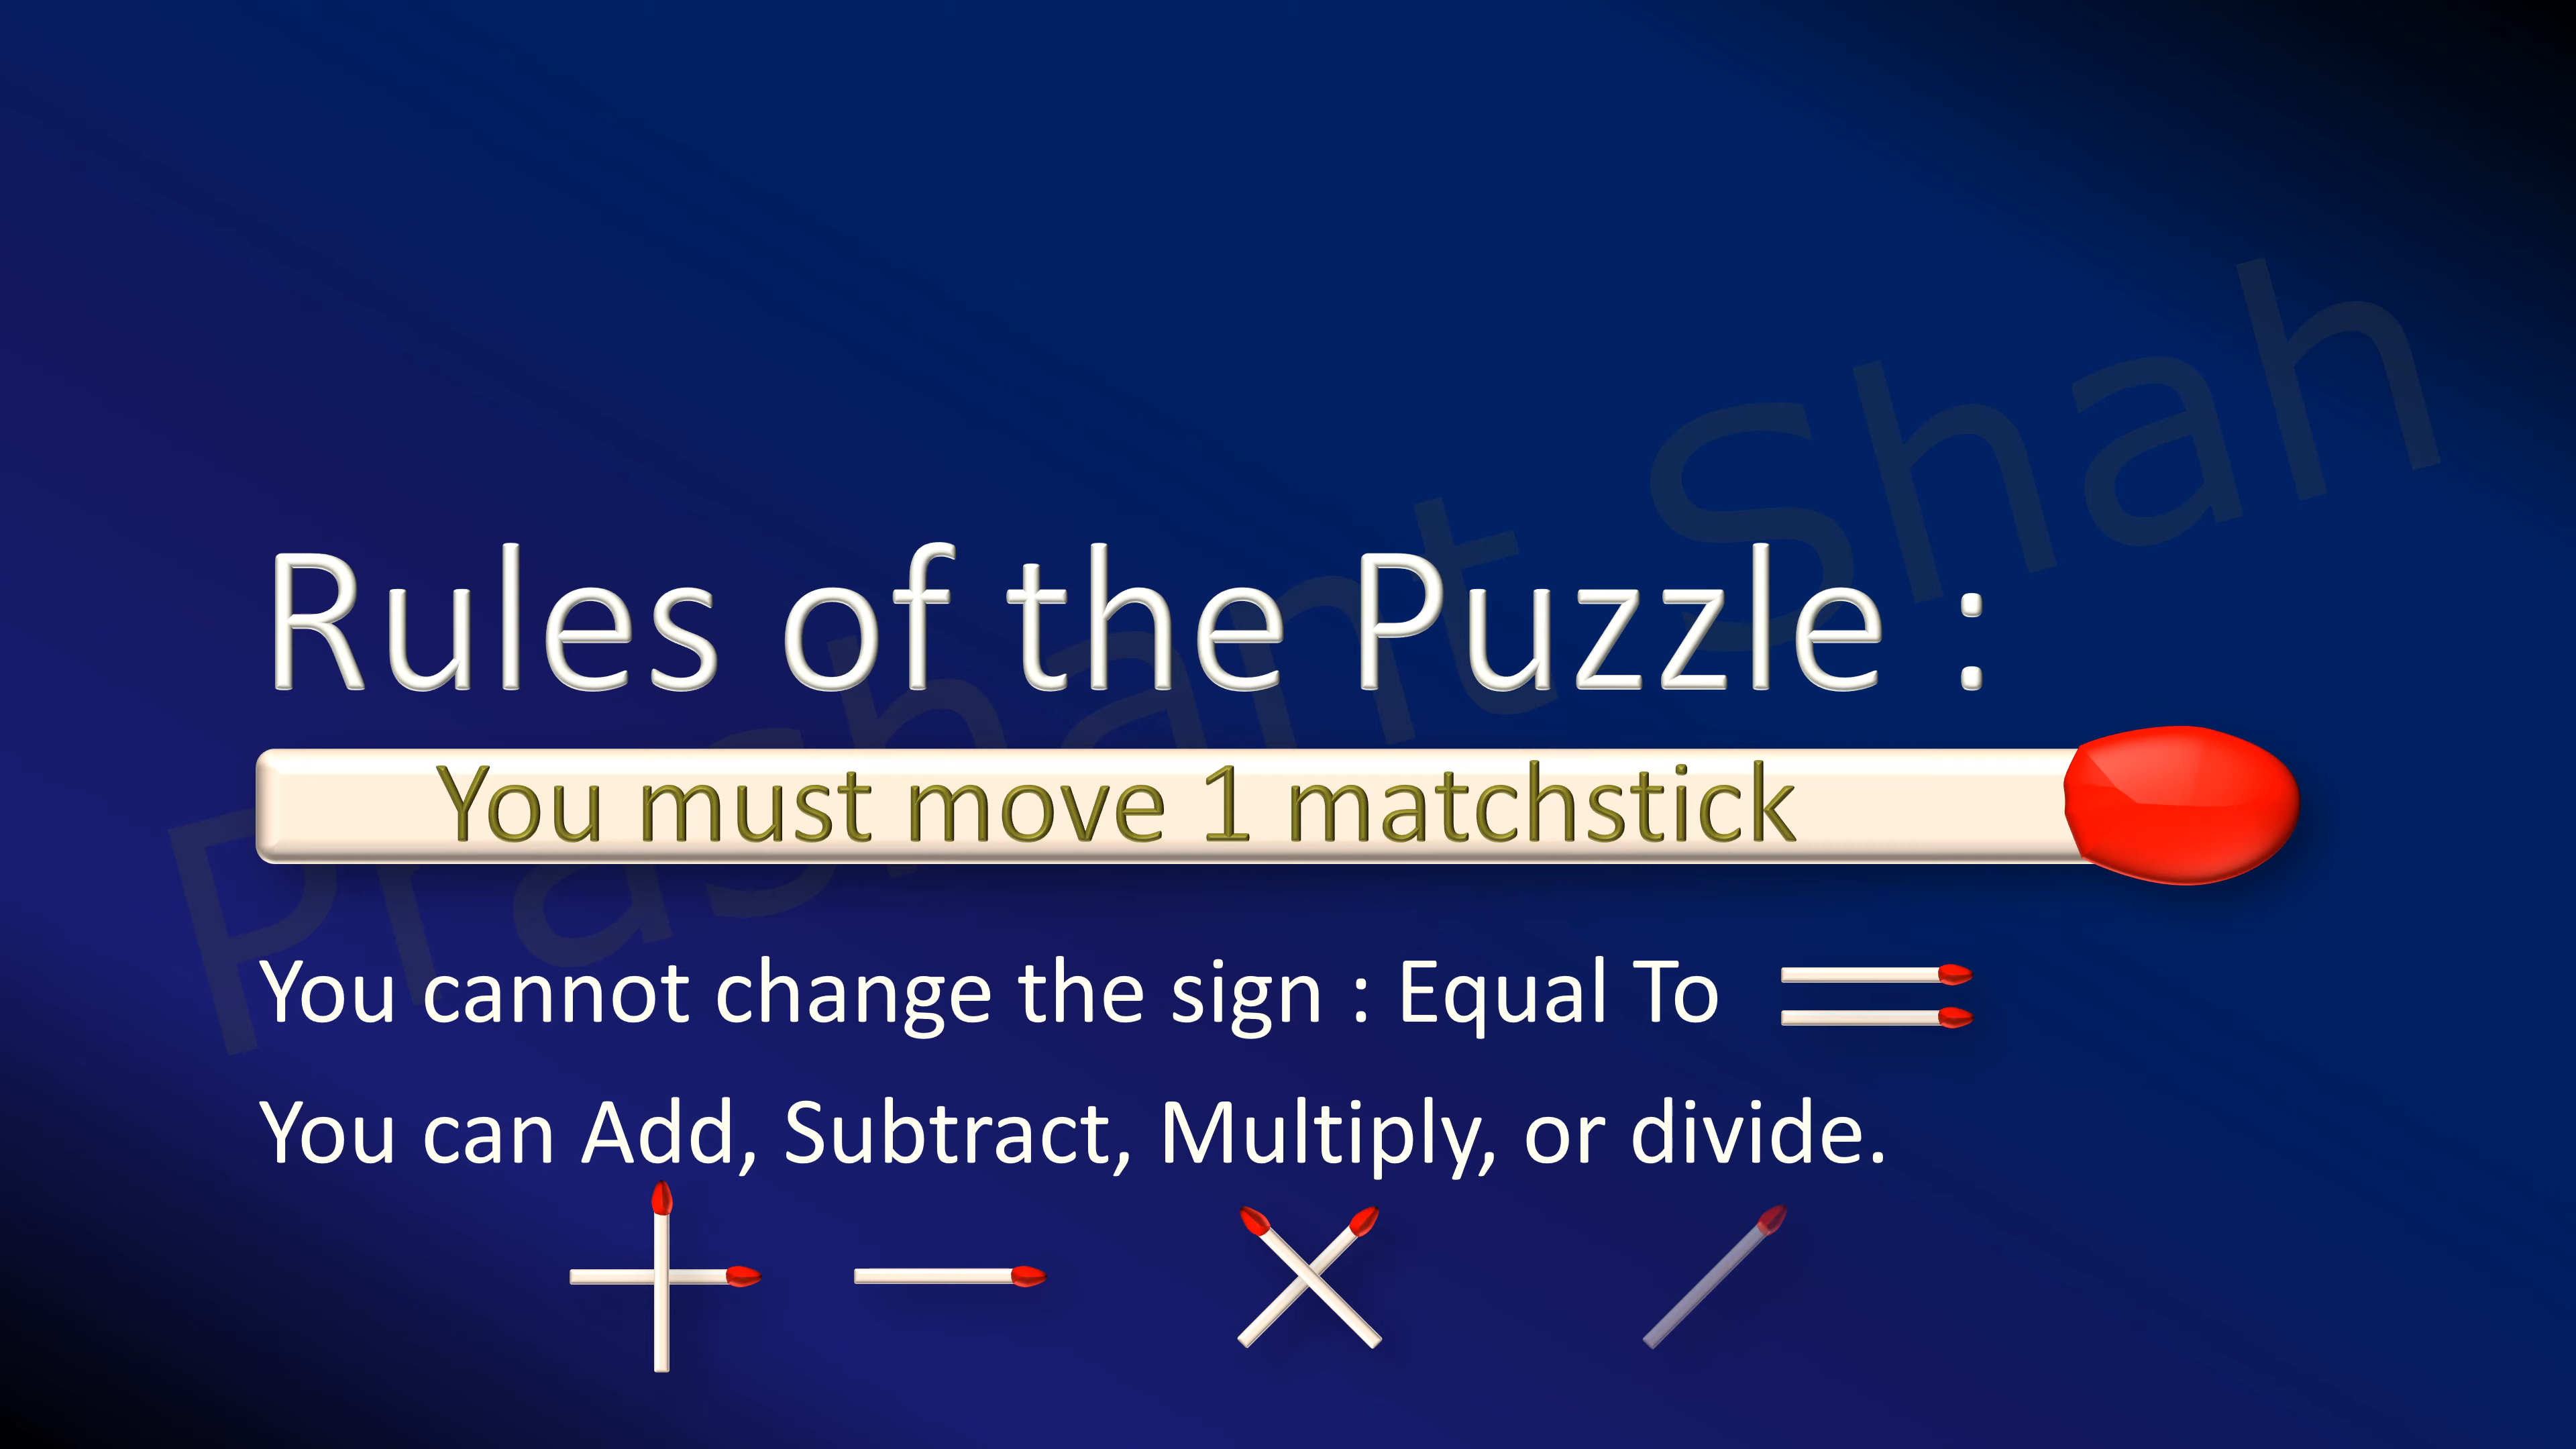 Rules of the Puzzle :
You must move 1 matchstick
You cannot change the sign : Equal To
You can Add, Subtract, Multiply, or divide.
Prashant Shah